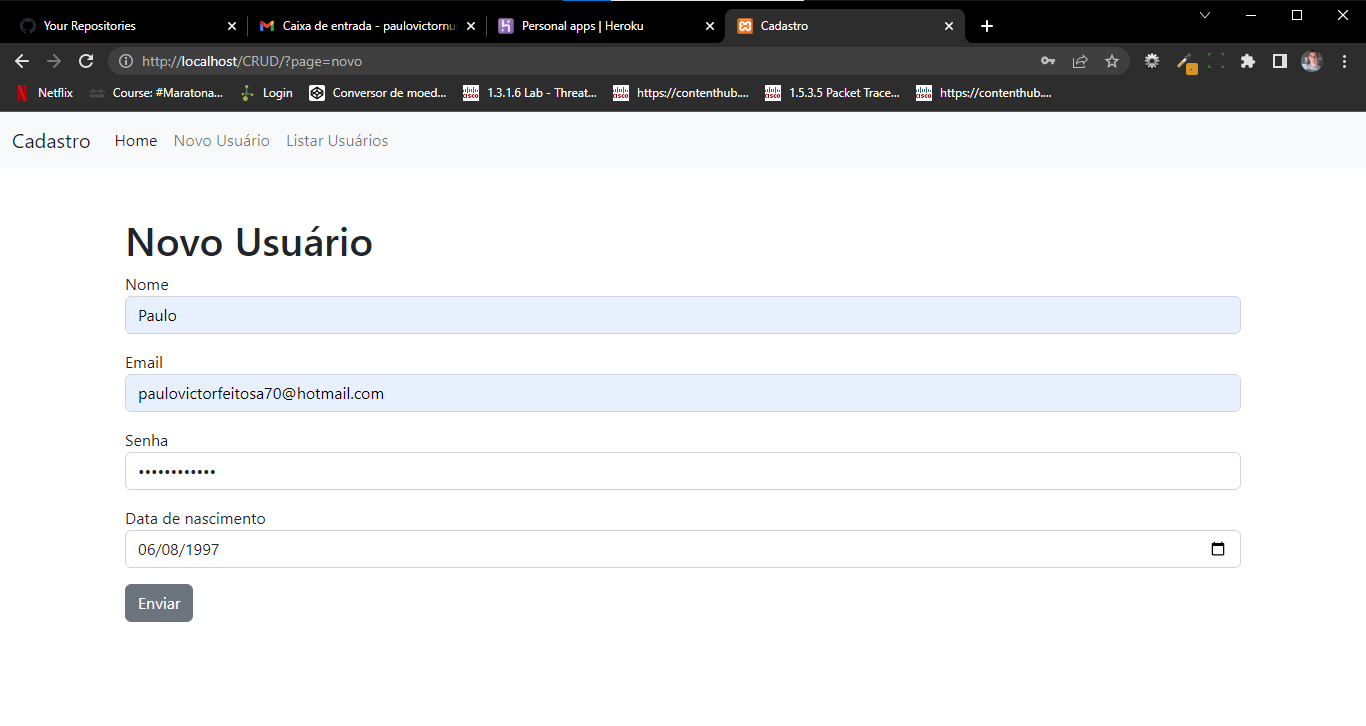 Your Repositories
Caixa de entrada - paulovictornu
Personal apps | Heroku
Cadastro
http://localhost/CRUD/?page=novo
Netflix
Course: #Maratona...
Login
Conversor de moed...
1.3.1.6 Lab - Threat...
https://contenthub....
1.5.3.5 Packet Trace...
https://contenthub....
Cadastro Home Novo Usuário Listar Usuários
Novo Usuário
Nome
Paulo
Email
paulovictorfeitosa70@hotmail.com
Senha
••••••••••••
Data de nascimento
06/08/1997
Enviar